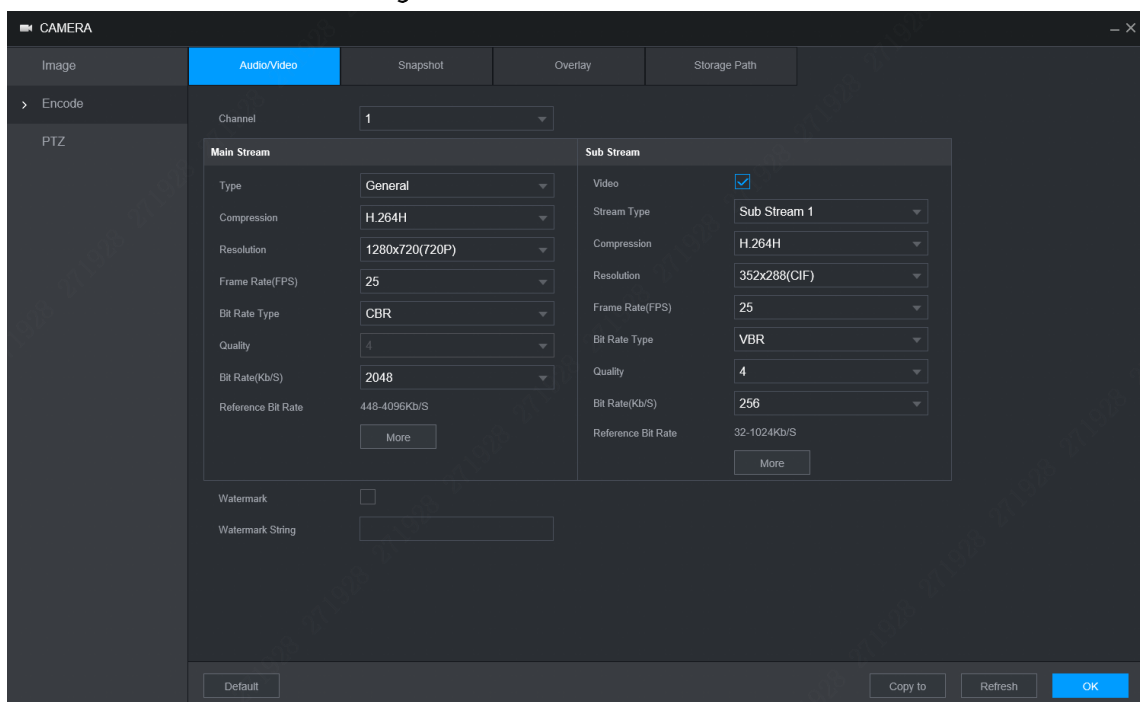 CAMERA
Image
Encode
PTZ
Audio/Video
Snapshot
Overlay
Storage Path
Channel 1
Main Stream
Type General
Compression H.264H
Resolution 1280x720(720P)
Frame Rate(FPS) 25
Bit Rate Type CBR
Quality 4
Bit Rate(Kb/S) 2048
Reference Bit Rate 448-4096Kb/S
More
Sub Stream
Video
Stream Type Sub Stream 1
Compression H.264H
Resolution 352x288(CIF)
Frame Rate(FPS) 25
Bit Rate Type VBR
Quality 4
Bit Rate(Kb/S) 256
Reference Bit Rate 32-1024Kb/S
More
Watermark
Watermark String
Default
Copy to
Refresh
OK